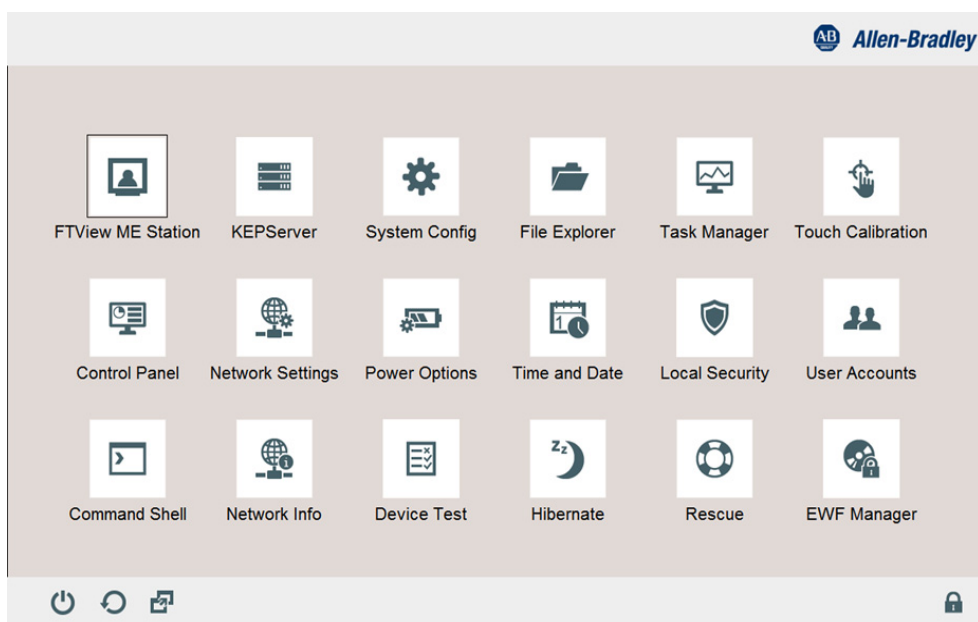 AB Allen-Bradley
FTView ME Station KEPServer System Config File Explorer Task Manager Touch Calibration
1
Control Panel Network Settings Power Options Time and Date Local Security User Accounts
Zz
Command Shell Network Info Device Test Hibernate Rescue EWF Manager